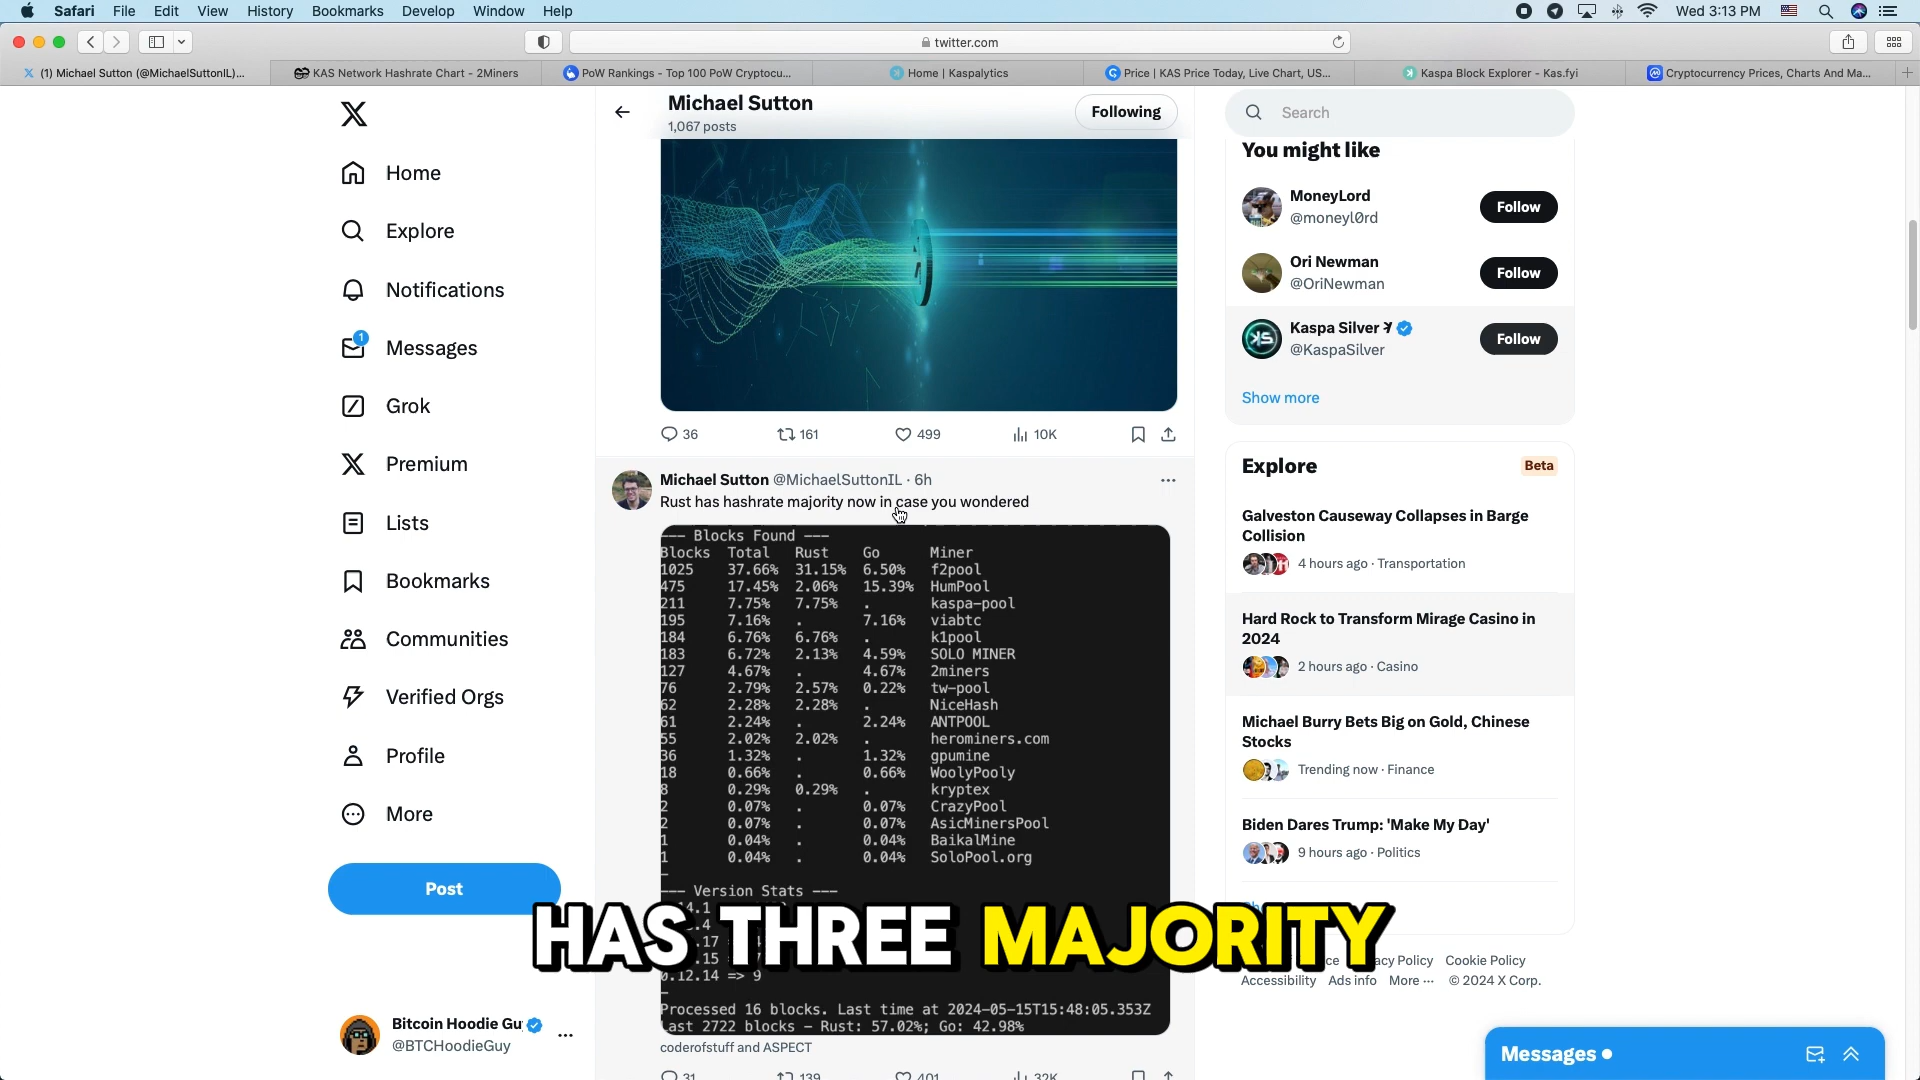 Safari File Edit View History Bookmarks Develop Window Help
Wed 3:13 PM
twitter.com
(1) Michael Sutton (@MichaelSuttonIL)...
KAS Network Hashrate Chart - 2Miners
PoW Rankings - Top 100 PoW Cryptocu...
Home | Kaspalytics
Price | KAS Price Today, Live Chart, US...
Kaspa Block Explorer - Kas.fyi
Cryptocurrency Prices, Charts And Ma...
Home
Explore
Notifications
1
Messages
Grok
Premium
Lists
Bookmarks
Communities
Verified Orgs
Profile
More
Post
Bitcoin Hoodie Gu
@BTCHoodieGuy
Michael Sutton
1,067 posts
Following
36 161 499 10K
Michael Sutton @MichaelSuttonIL · 6h
Rust has hashrate majority now in case you wondered
--- Blocks Found ---
Blocks Total Rust Go Miner
1025 37.66% 31.15% 6.50% f2pool
475 17.45% 2.06% 15.39% HumPool
211 7.75% 7.75% . kaspa-pool
195 7.16% . 7.16% viabtc
184 6.76% 6.76% . k1pool
183 6.72% 2.13% 4.59% SOLO MINER
127 4.67% . 4.67% 2miners
76 2.79% 2.57% 0.22% tw-pool
62 2.28% 2.28% . NiceHash
61 2.24% . 2.24% ANTPOOL
55 2.02% 2.02% . herominers.com
36 1.32% . 1.32% gpumine
18 0.66% . 0.66% WoolyPooly
8 0.29% 0.29% . kryptex
2 0.07% . 0.07% CrazyPool
2 0.07% . 0.07% AsicMinersPool
1 0.04% . 0.04% BaikalMine
1 0.04% . 0.04% SoloPool.org
--- Version Stats ---
0.12.14 => 9
Processed 16 blocks. Last time at 2024-05-15T15:48:05.353Z
Last 2722 blocks - Rust: 57.02%; Go: 42.98%
coderofstuff and ASPECT
31 139 401 32K
HAS THREE MAJORITY
Search
You might like
MoneyLord
@moneyl0rd
Follow
Ori Newman
@OriNewman
Follow
Kaspa Silver
@KaspaSilver
Follow
Show more
Explore
Beta
Galveston Causeway Collapses in Barge
Collision
4 hours ago · Transportation
Hard Rock to Transform Mirage Casino in
2024
2 hours ago · Casino
Michael Burry Bets Big on Gold, Chinese
Stocks
Trending now · Finance
Biden Dares Trump: 'Make My Day'
9 hours ago · Politics
Policy Cookie Policy
Accessibility Ads info More ··· © 2024 X Corp.
Messages